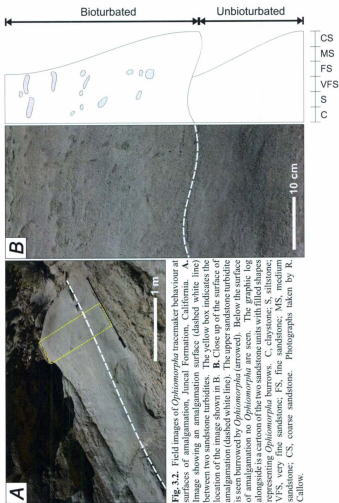 Bioturbated
Unbioturbated
CS
MS
FS
VFS
S
C
B
10 cm
A
1 m
Fig. 3.2. Field images of Ophiomorpha tracemaker behaviour at
surfaces of amalgamation, Juncal Formation, California. A.
Image showing an amalgamation surface (dashed white line)
between two sandstone turbidites. The yellow box indicates the
location of the image shown in B. B. Close up of the surface of
amalgamation (dashed white line). The upper sandstone turbidite
is seen burrowed by Ophiomorpha (arrowed). Below the surface
of amalgamation no Ophiomorpha are seen. The graphic log
alongside is a cartoon of the two sandstone units with filled shapes
representing Ophiomorpha burrows. C, claystone; S, siltstone;
VFS, very fine sandstone; FS, fine sandstone; MS, medium
sandstone; CS, coarse sandstone. Photographs taken by R.
Callow.